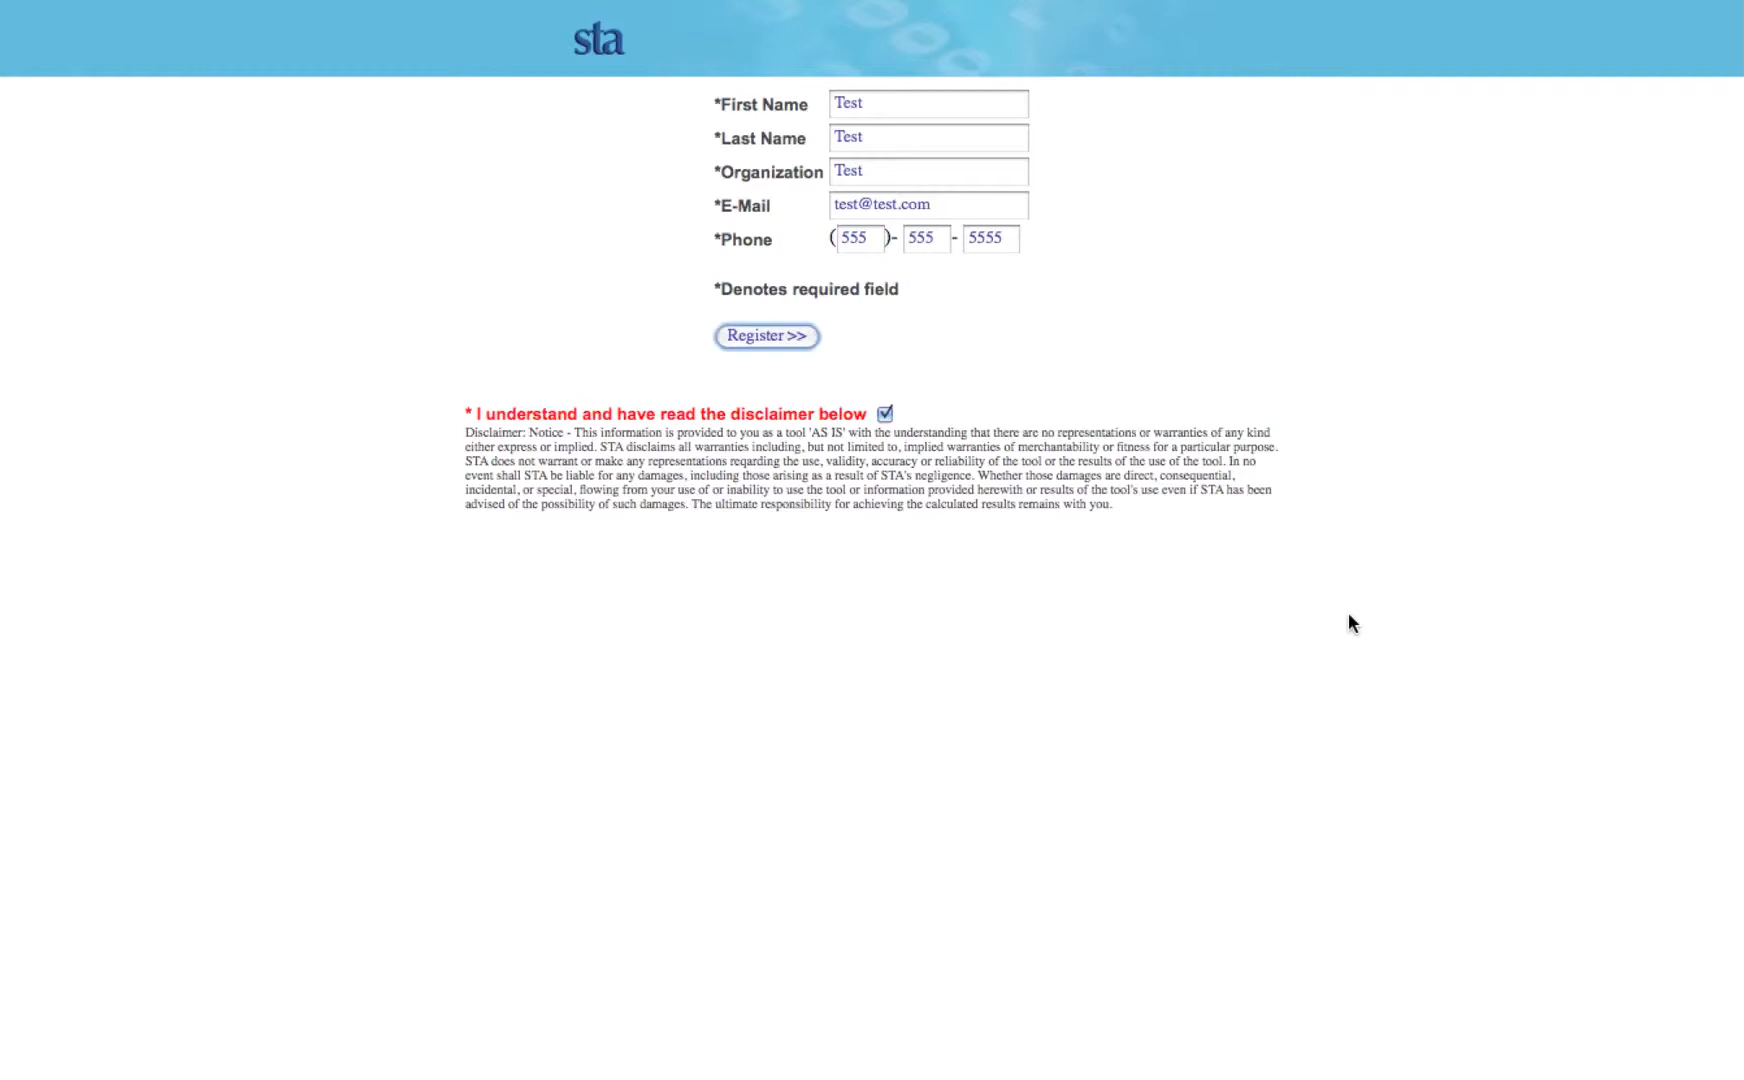 sta
*First Name Test
*Last Name Test
*Organization Test
*E-Mail test@test.com
*Phone (555)- 555 - 5555
*Denotes required field
Register >>
* I understand and have read the disclaimer below
Disclaimer: Notice - This information is provided to you as a tool 'AS IS' with the understanding that there are no representations or warranties of any kind
either express or implied. STA disclaims all warranties including, but not limited to, implied warranties of merchantability or fitness for a particular purpose.
STA does not warrant or make any representations regarding the use, validity, accuracy or reliability of the tool or the results of the use of the tool. In no
event shall STA be liable for any damages, including those arising as a result of STA's negligence. Whether those damages are direct, consequential,
incidental, or special, flowing from your use of or inability to use the tool or information provided herewith or results of the tool's use even if STA has been
advised of the possibility of such damages. The ultimate responsibility for achieving the calculated results remains with you.